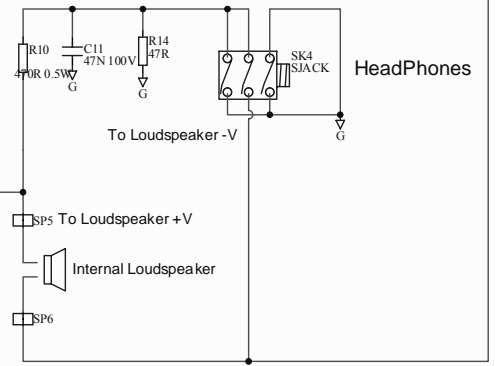 R10
470R 0.5W
C11
47N 100V
G
R14
47R
G
SK4
SJACK
HeadPhones
G
To Loudspeaker -V
SP5 To Loudspeaker +V
Internal Loudspeaker
SP6